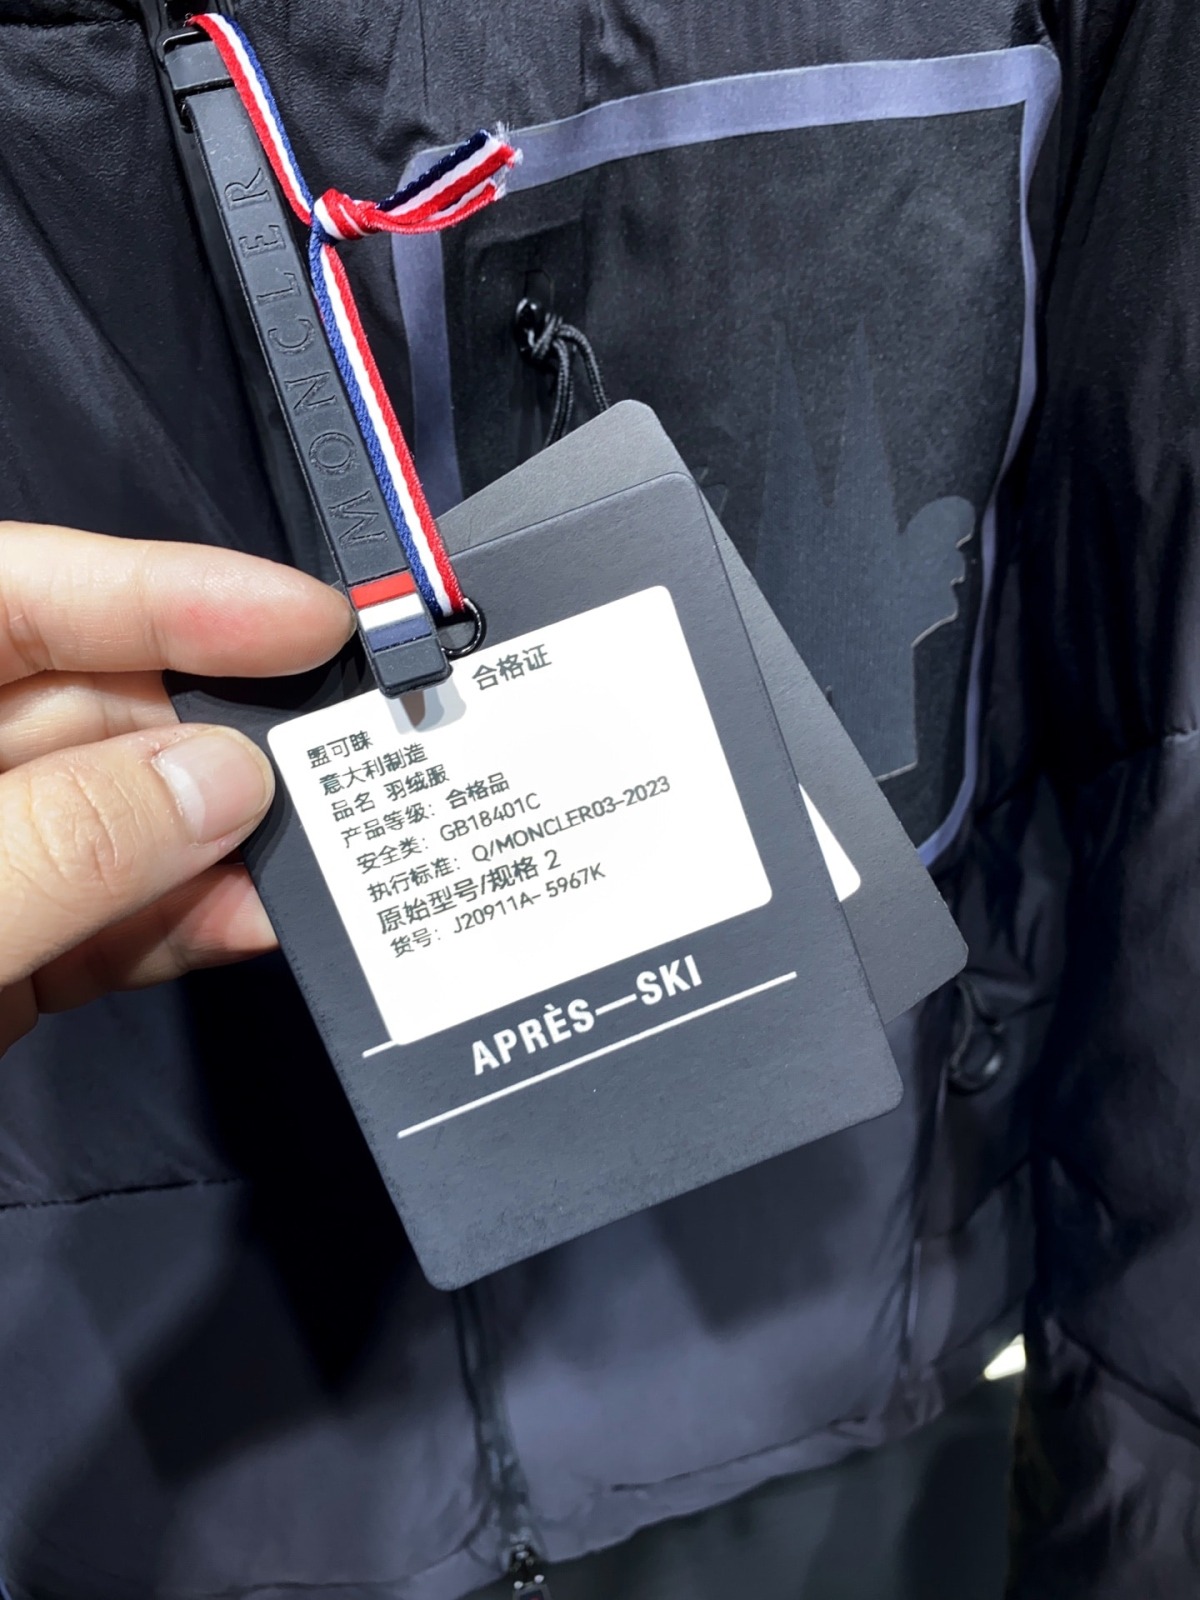 MONCLER
合格证
盟可睐
意大利制造
品名 羽绒服
产品等级：合格品
安全类：GB18401C
执行标准：Q/MONCLER03-2023
原始型号/规格 2
货号：J20911A- 5967K
APRÈS—SKI